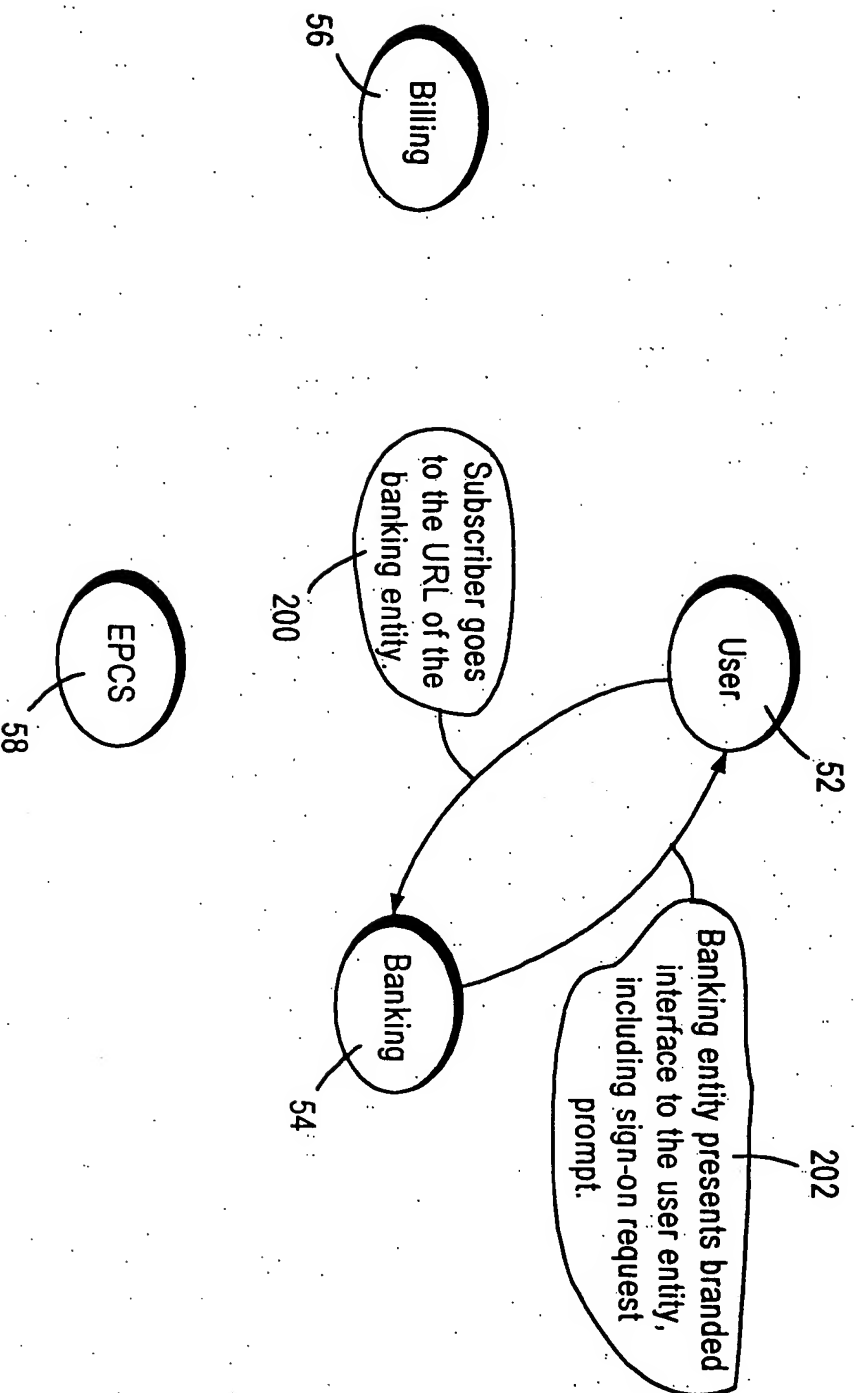 52
User
Banking entity presents branded
interface to the user entity,
including sign-on request
prompt.
202
Subscriber goes
to the URL of the
banking entity.
200
Billing
56
Banking
54
EPCS
58